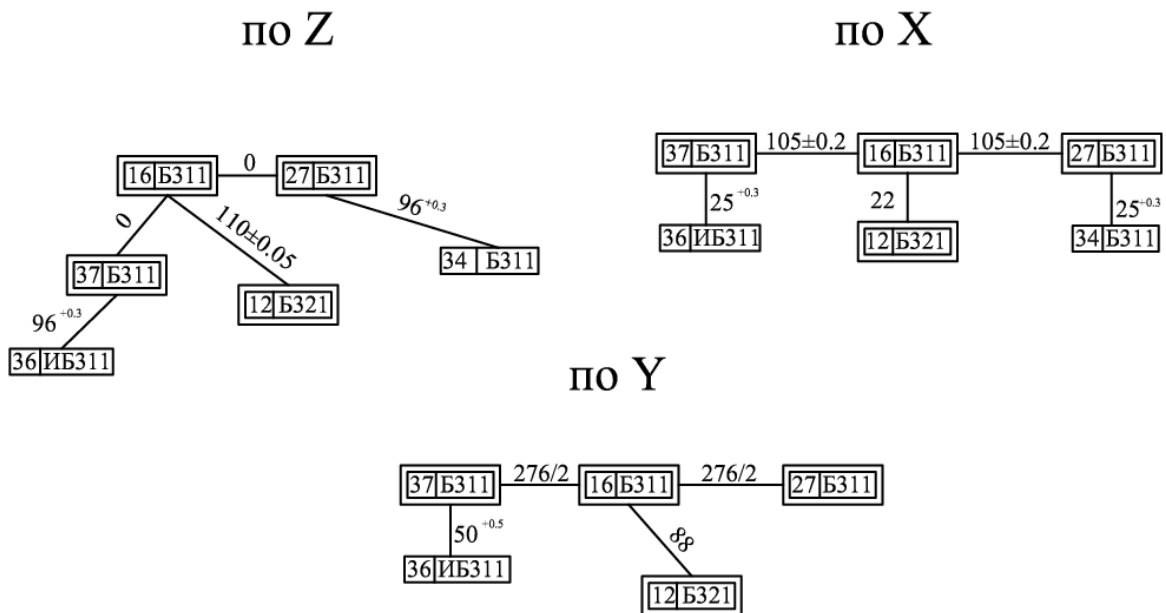 по Z
по X
16 Б311 0 27 Б311
0
110±0.05
96 +0.3
37 Б311
12 Б321
34 Б311
96 +0.3
36 ИБ311
37 Б311 105±0.2 16 Б311 105±0.2 27 Б311
25 +0.3 22 25 +0.3
36 ИБ311 12 Б321 34 Б311
по Y
37 Б311 276/2 16 Б311 276/2 27 Б311
50 +0.5 88
36 ИБ311 12 Б321